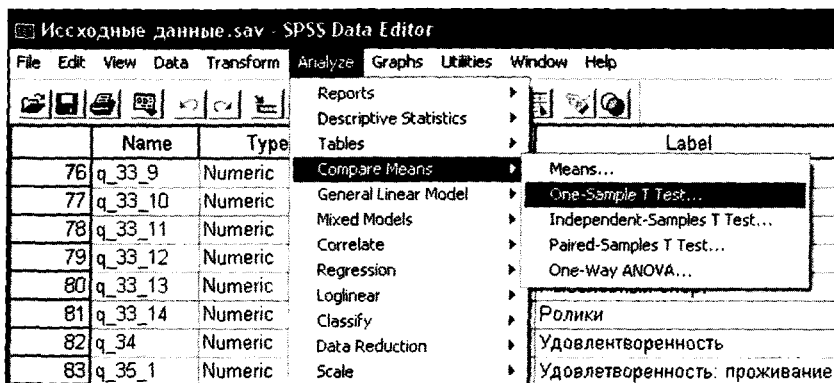 Иссходные данные.sav - SPSS Data Editor
File Edit View Data Transform Analyze Graphs Utilities Window Help
Reports
Descriptive Statistics
Name Type Tables Label
76 q_33_9 Numeric Compare Means Means...
77 q_33_10 Numeric General Linear Model One-Sample T Test...
78 q_33_11 Numeric Mixed Models Independent-Samples T Test...
79 q_33_12 Numeric Correlate Paired-Samples T Test...
Regression One-Way ANOVA...
80 q_33_13 Numeric Loglinear
81 q_33_14 Numeric Classify Ролики
82 q_34 Numeric Data Reduction Удовлентворенность
83 q_35_1 Numeric Scale Удовлетворенность: проживание